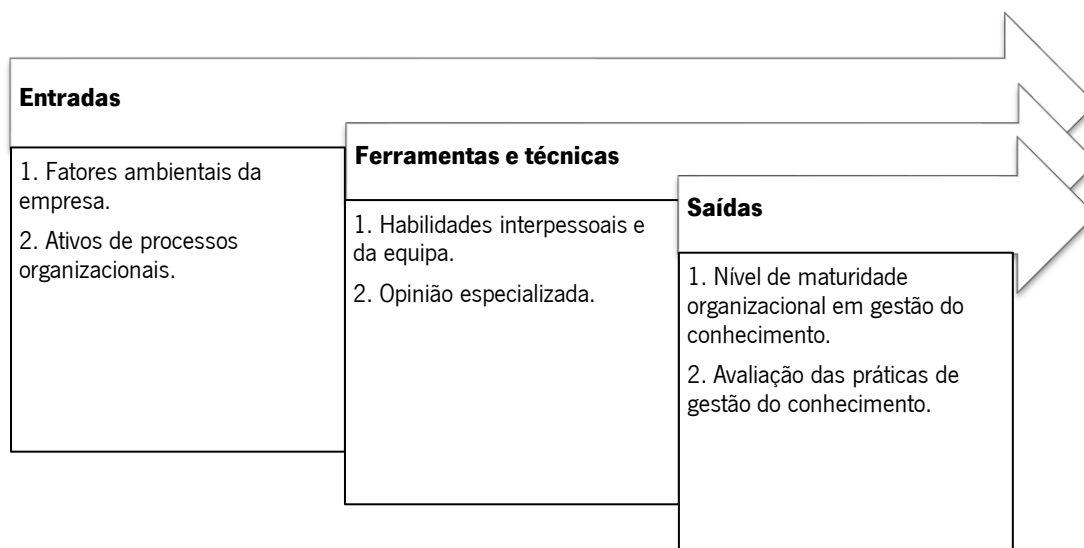 Entradas
1. Fatores ambientais da
empresa.
2. Ativos de processos
organizacionais.
Ferramentas e técnicas
1. Habilidades interpessoais e
da equipa.
2. Opinião especializada.
Saídas
1. Nível de maturidade
organizacional em gestão do
conhecimento.
2. Avaliação das práticas de
gestão do conhecimento.